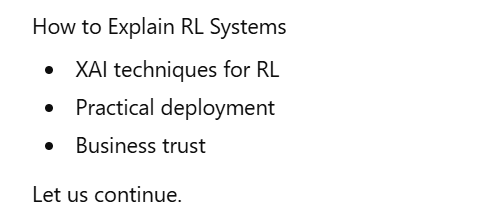 How to Explain RL Systems
• XAI techniques for RL
• Practical deployment
• Business trust
Let us continue.